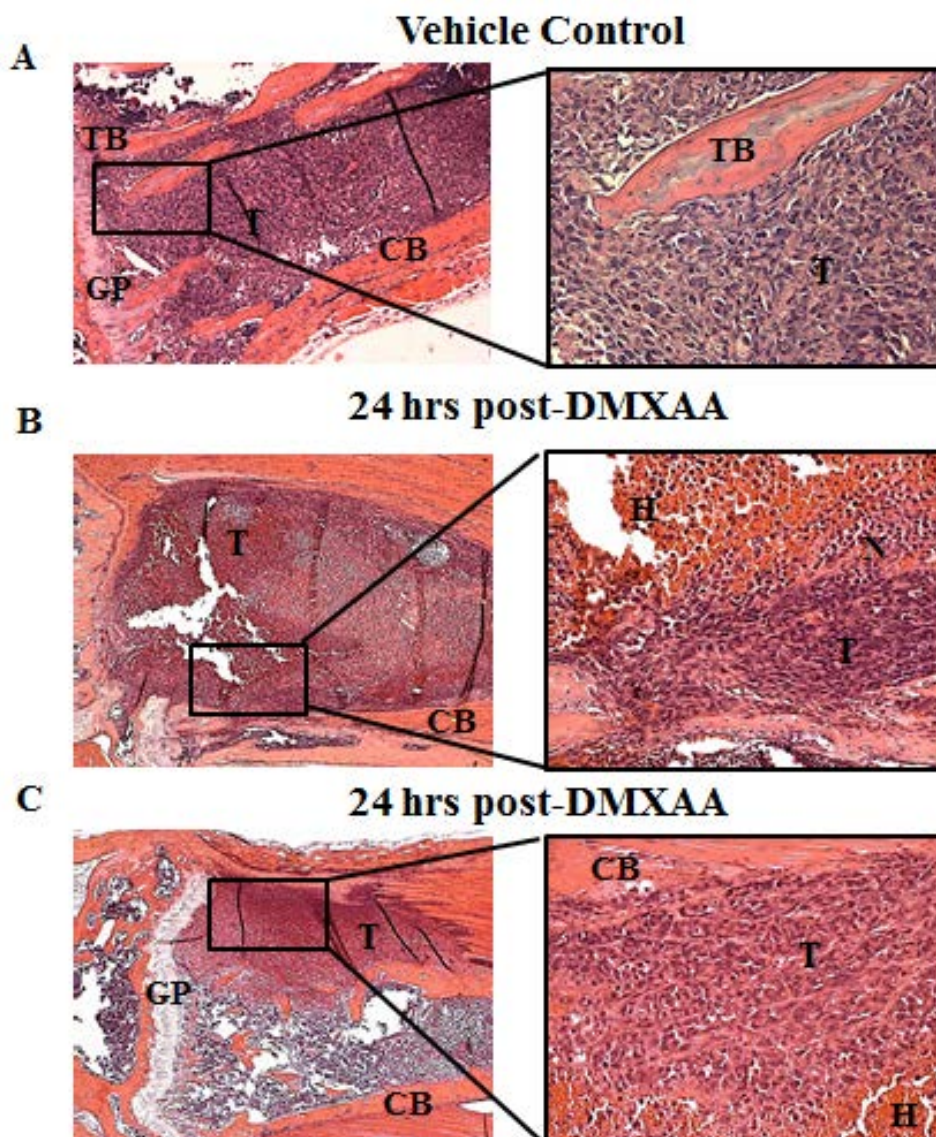 Vehicle Control
A
TB
T
CB
GP
TB
T
24 hrs post-DMXAA
B
T
CB
H
N
T
24 hrs post-DMXAA
C
T
GP
CB
CB
T
H